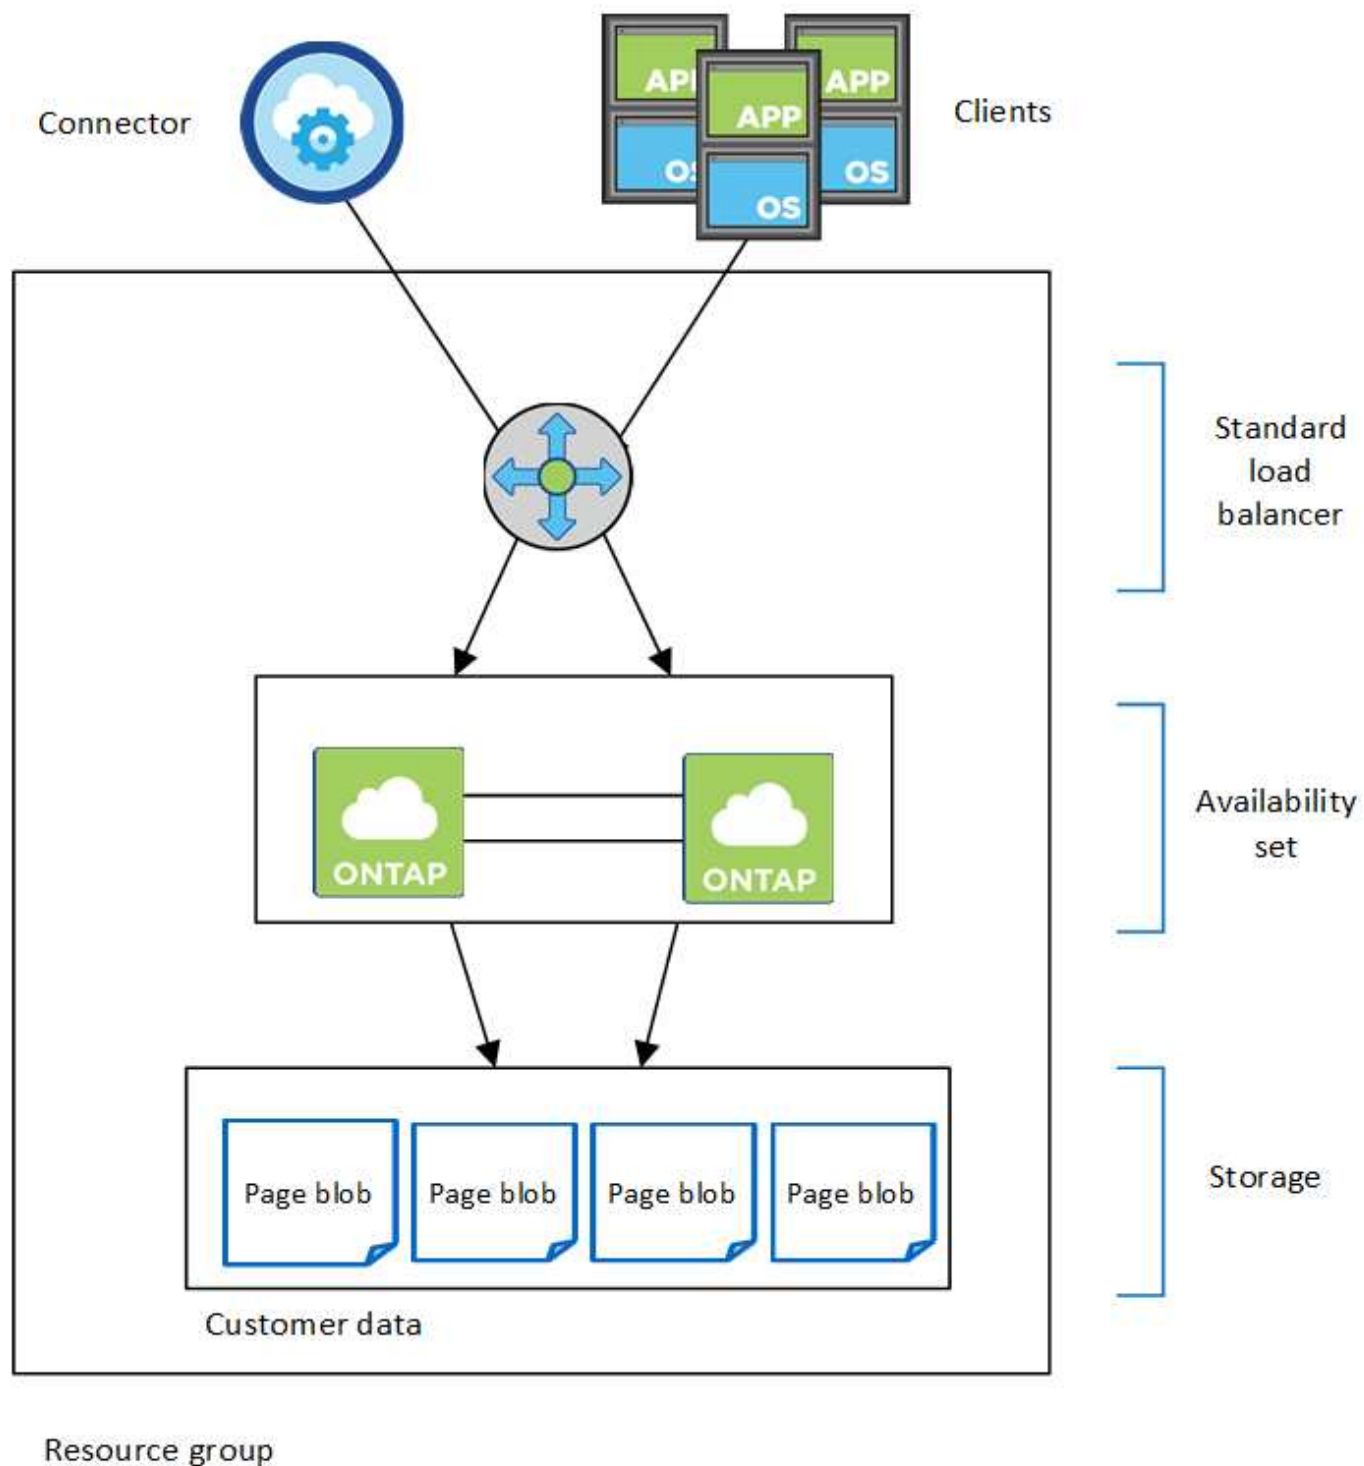 Connector
APP
APP
APP
OS
OS
OS
Clients
Standard
load
balancer
ONTAP
ONTAP
Availability
set
Page blob
Page blob
Page blob
Page blob
Storage
Customer data
Resource group